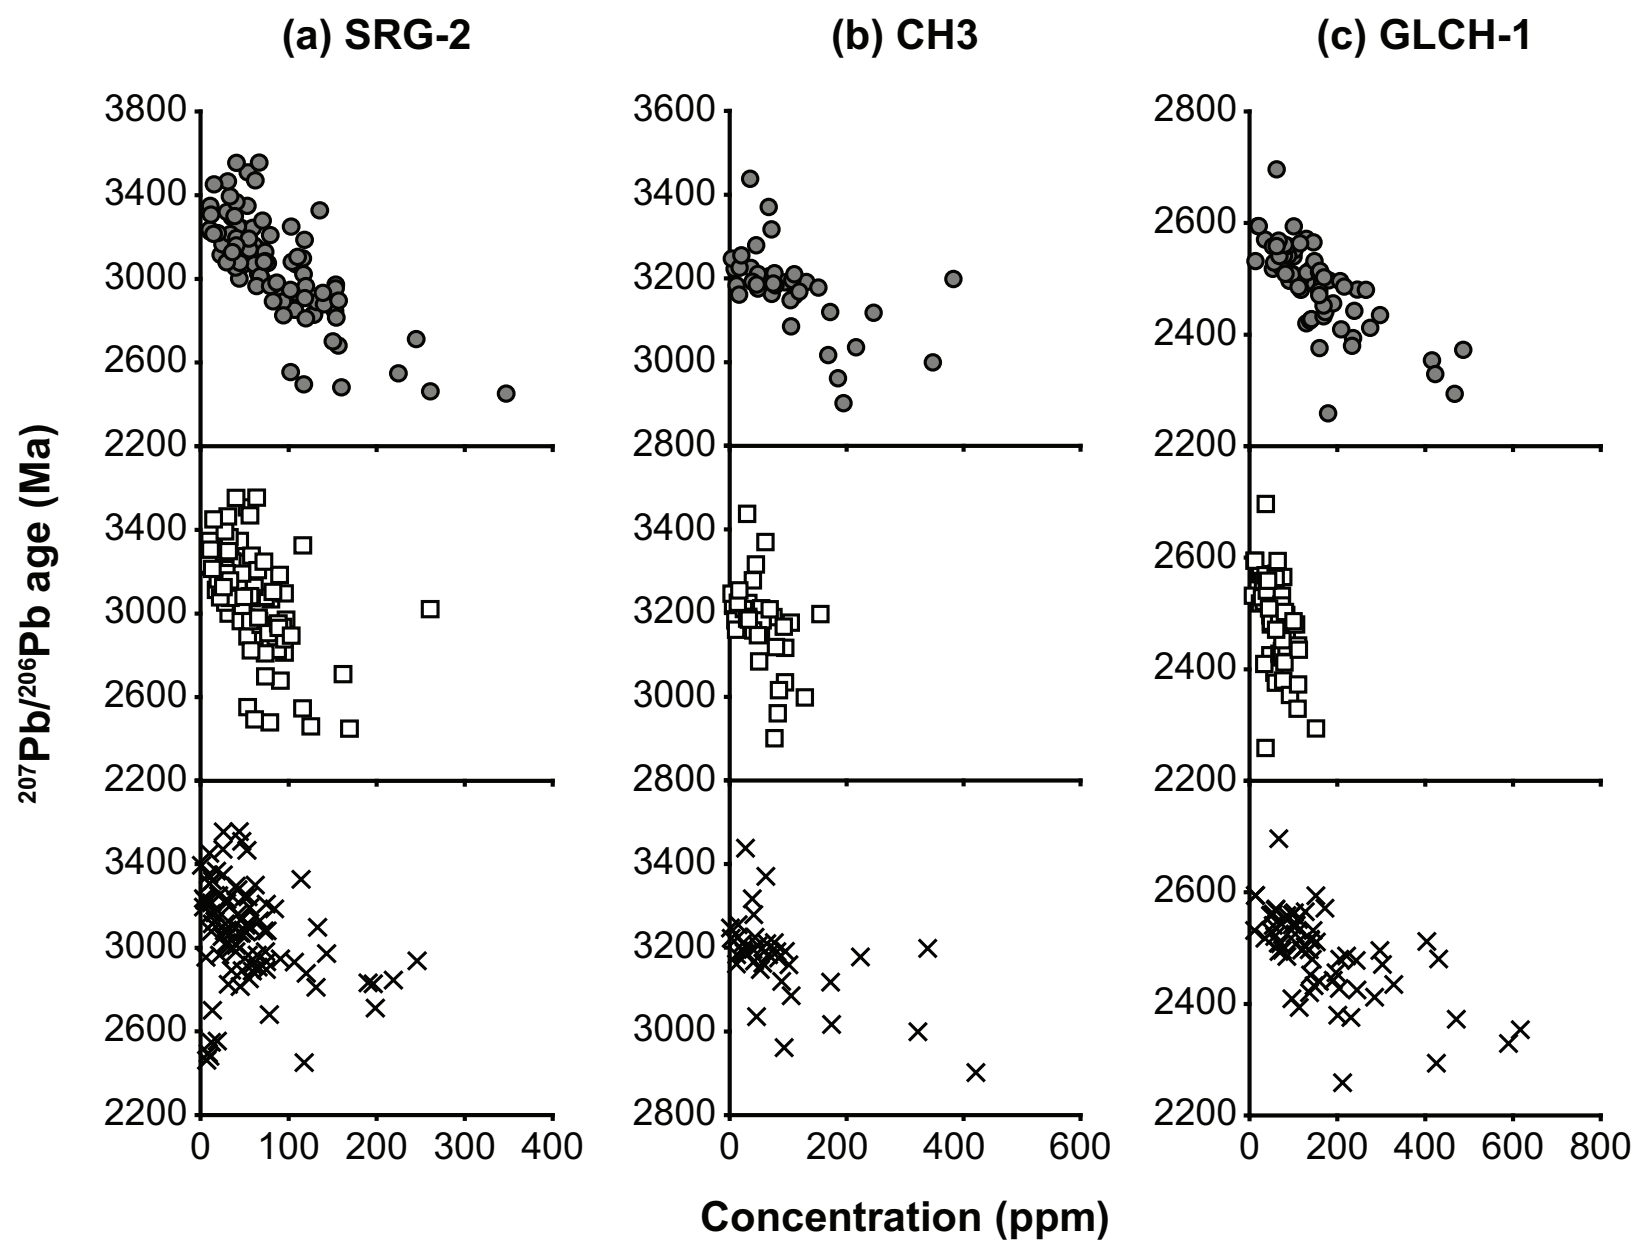 (a) SRG-2 (b) CH3 (c) GLCH-1
3800 3600 2800
3400 3400 2600
3000 3200 2400
2600 3000
2200 2800 2200
3400 3400 2600
3000 3200 2400
2600 3000
2200 2800 2200
3400 3400 2600
3000 3200 2400
2600 3000
2200 2800 2200
0 100 200 300 400 0 200 400 600 0 200 400 600 800
²⁰⁷Pb/²⁰⁶Pb age (Ma)
Concentration (ppm)